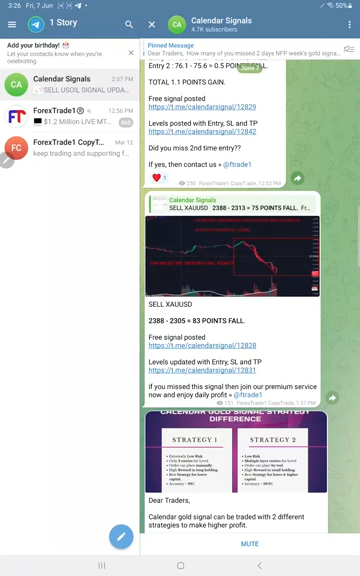 3:26 Fri, 7 Jun
50%
1 Story
Add your birthday!
Let your contacts know when you're
celebrating
CA
Calendar Signals
2:57 PM
SELL USOIL SIGNAL UPDA...
FT
ForexTrade1
12:56 PM
$1.2 Million LIVE MT...
FC
ForexTrade1 CopyT...
Mar 12
keep trading and supporting f...
CA
Calendar Signals
4.7K subscribers
Pinned Message
Dear Traders, How many of you missed 2 days NFP week's gold signa...
Entry 2 : 76.1 - 75.6 = 0.5 POINTS FALL.
TOTAL 1.1 POINTS GAIN.
Free signal posted
https://t.me/calendarsignal/12829
Levels posted with Entry, SL and TP
https://t.me/calendarsignal/12842
Did you miss 2nd time entry??
If yes, then contact us » @ftrade1
1
ForexTrade1 CopyTrade, 12:52 PM
Calendar Signals
SELL XAUUSD 2388 - 2313 = 75 POINTS FALL. Fr...
SELL XAUUSD
2388 - 2305 = 83 POINTS FALL.
Free signal posted
https://t.me/calendarsignal/12828
Levels updated with Entry, SL and TP
https://t.me/calendarsignal/12831
if you missed this signal then join our premium service
now and enjoy daily profit » @ftrade1
ForexTrade1 CopyTrade, 1:57 PM
CALENDAR GOLD SIGNAL STRATEGY
DIFFERENCE
STRATEGY 1
STRATEGY 2
Dear Traders,
Calendar gold signal can be traded with 2 different
strategies to make higher profit.
MUTE